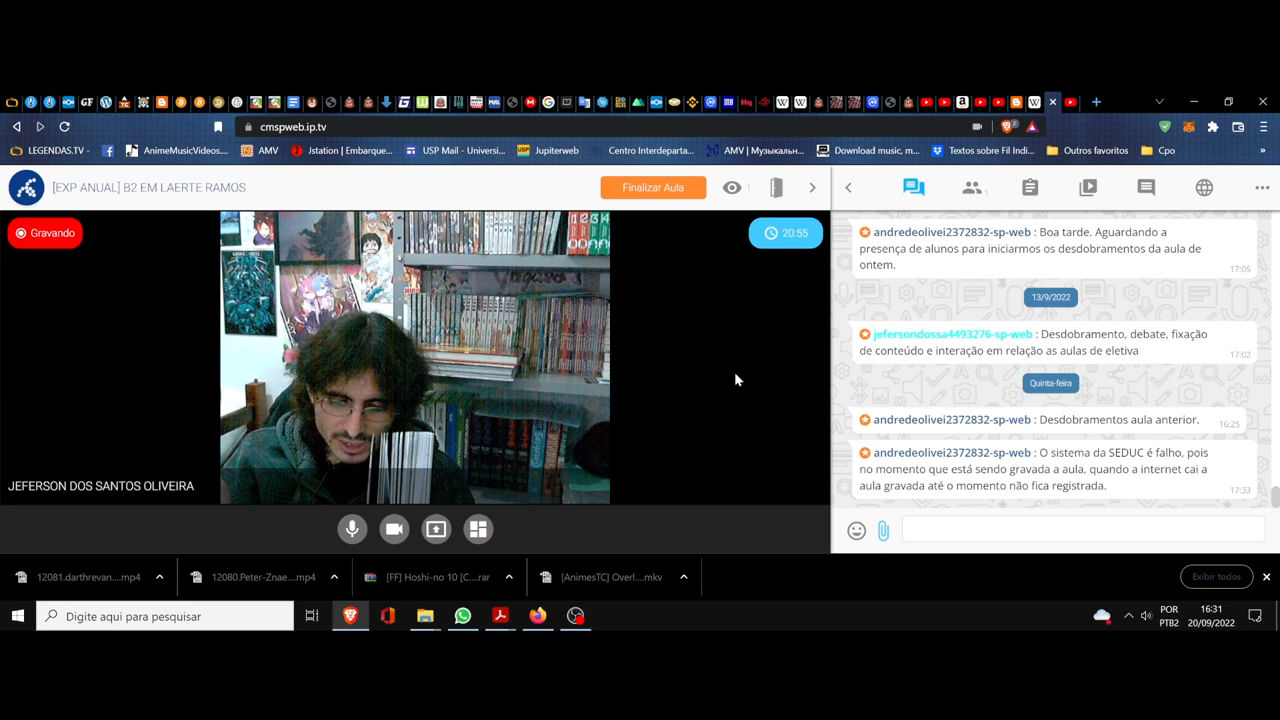 cmspweb.ip.tv
LEGENDAS.TV -
AnimeMusicVideos...
AMV
Jstation | Embarque...
USP Mail - Universi...
Jupiterweb
Centro Interdeparta...
AMV | Музыкальн...
Download music, m...
Textos sobre Fil Indi...
Outros favoritos
Cpo
[EXP ANUAL] B2 EM LAERTE RAMOS
Finalizar Aula
1
1
Gravando
20:55
JEFERSON DOS SANTOS OLIVEIRA
andredeolivei2372832-sp-web : Boa tarde. Aguardando a
presença de alunos para iniciarmos os desdobramentos da aula de
ontem.
17:05
13/9/2022
jefersondossa4493276-sp-web : Desdobramento, debate, fixação
de conteúdo e interação em relação as aulas de eletiva
17:02
Quinta-feira
andredeolivei2372832-sp-web : Desdobramentos aula anterior.
16:25
andredeolivei2372832-sp-web : O sistema da SEDUC é falho, pois
no momento que está sendo gravada a aula, quando a internet cai a
aula gravada até o momento não fica registrada.
17:33
12081.darthrevan....mp4
12080.Peter-Znae....mp4
[FF] Hoshi-no 10 [C....rar
[AnimesTC] Overl....mkv
Exibir todos
Digite aqui para pesquisar
POR
PTB2
16:31
20/09/2022